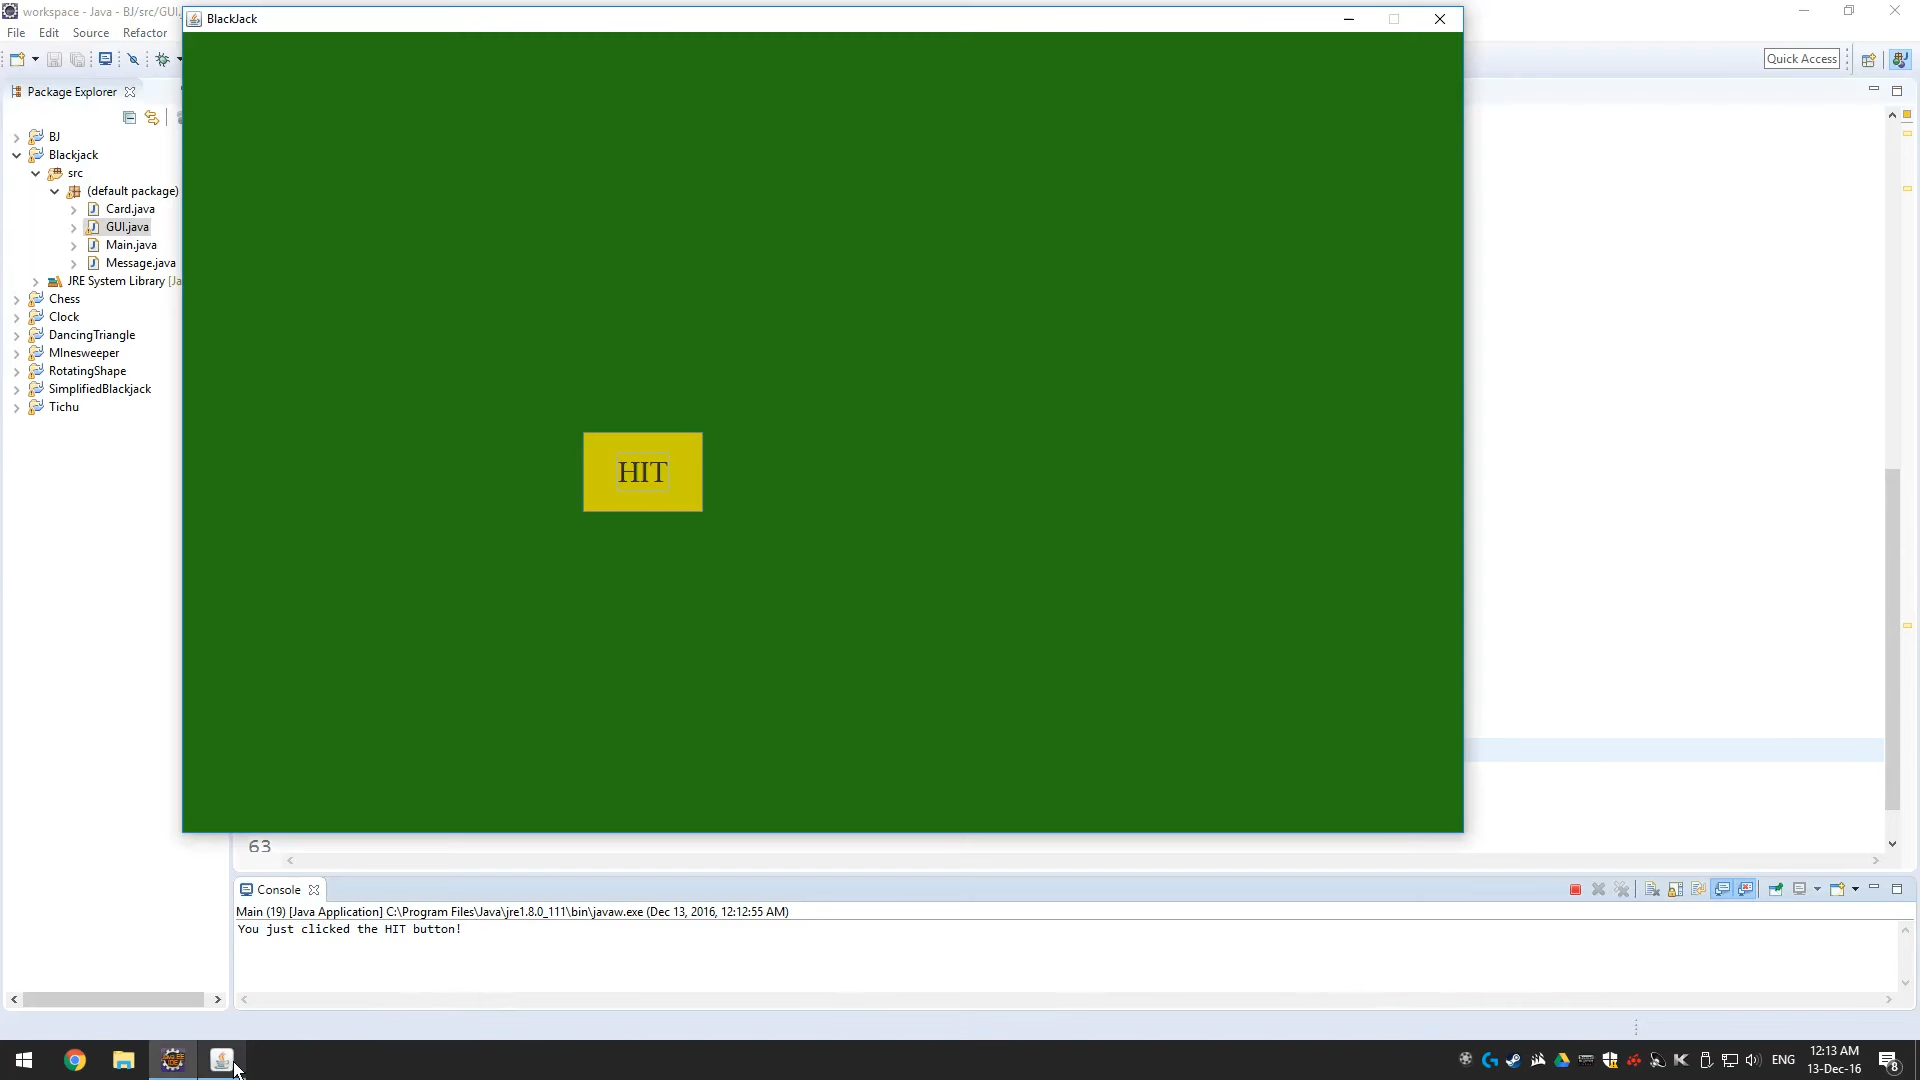 workspace - Java - BJ/src/GUI.
BlackJack
File Edit Source Refactor
Quick Access
Package Explorer
BJ
Blackjack
src
(default package)
Card.java
GUI.java
Main.java
Message.java
JRE System Library [Ja
Chess
Clock
DancingTriangle
MInesweeper
RotatingShape
SimplifiedBlackjack
Tichu
HIT
63
Console
Main (19) [Java Application] C:\Program Files\Java\jre1.8.0_111\bin\javaw.exe (Dec 13, 2016, 12:12:55 AM)
You just clicked the HIT button!
ENG
12:13 AM
13-Dec-16
8